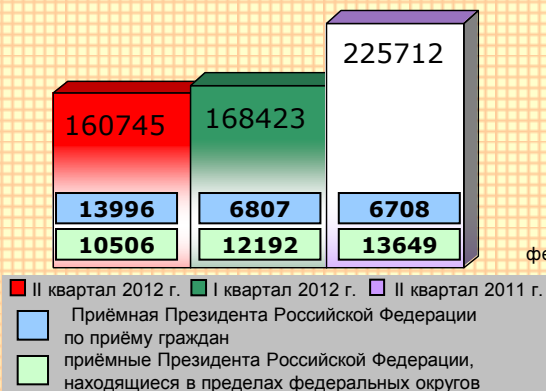 225712
160745 168423
13996 6807 6708
10506 12192 13649
II квартал 2012 г. I квартал 2012 г. II квартал 2011 г.
Приёмная Президента Российской Федерации
по приёму граждан
приёмные Президента Российской Федерации,
находящиеся в пределах федеральных округов